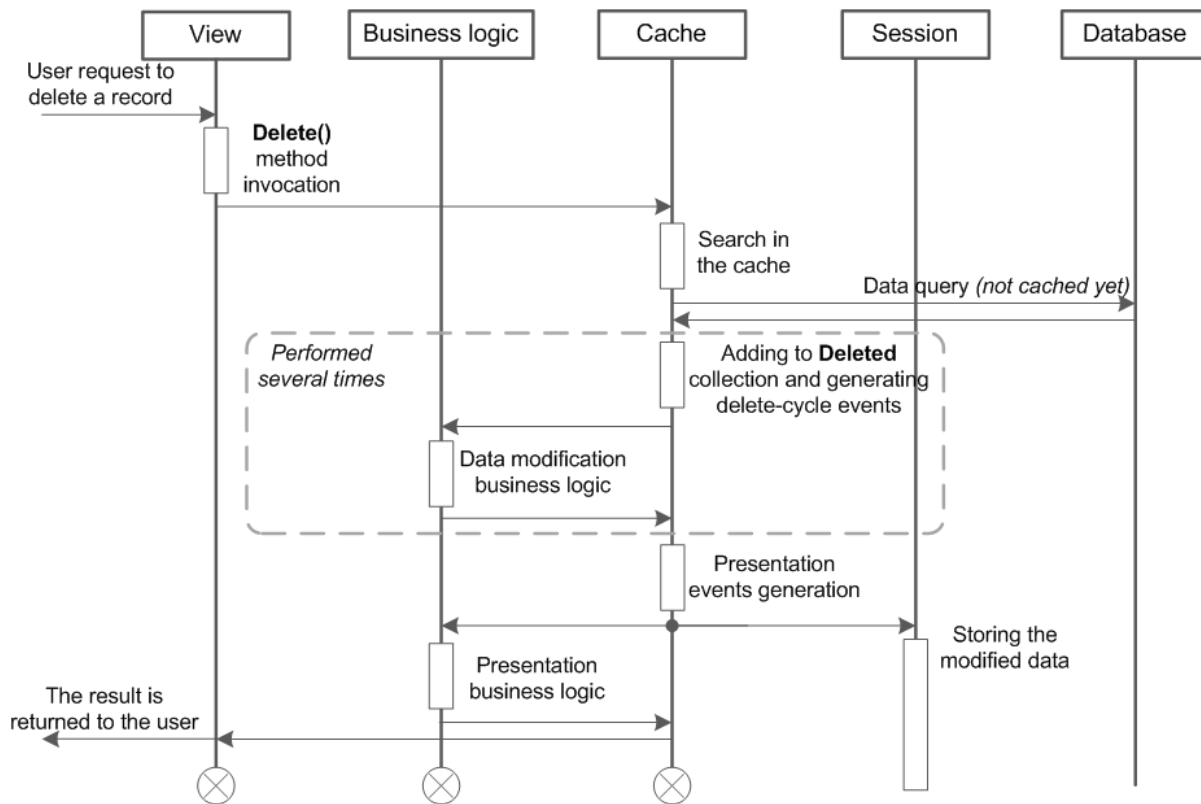 View
Business logic
Cache
Session
Database
User request to
delete a record
Delete()
method
invocation
Search in
the cache
Data query (not cached yet)
Performed
several times
Adding to Deleted
collection and generating
delete-cycle events
Data modification
business logic
Presentation
events generation
Storing the
modified data
Presentation
business logic
The result is
returned to the user